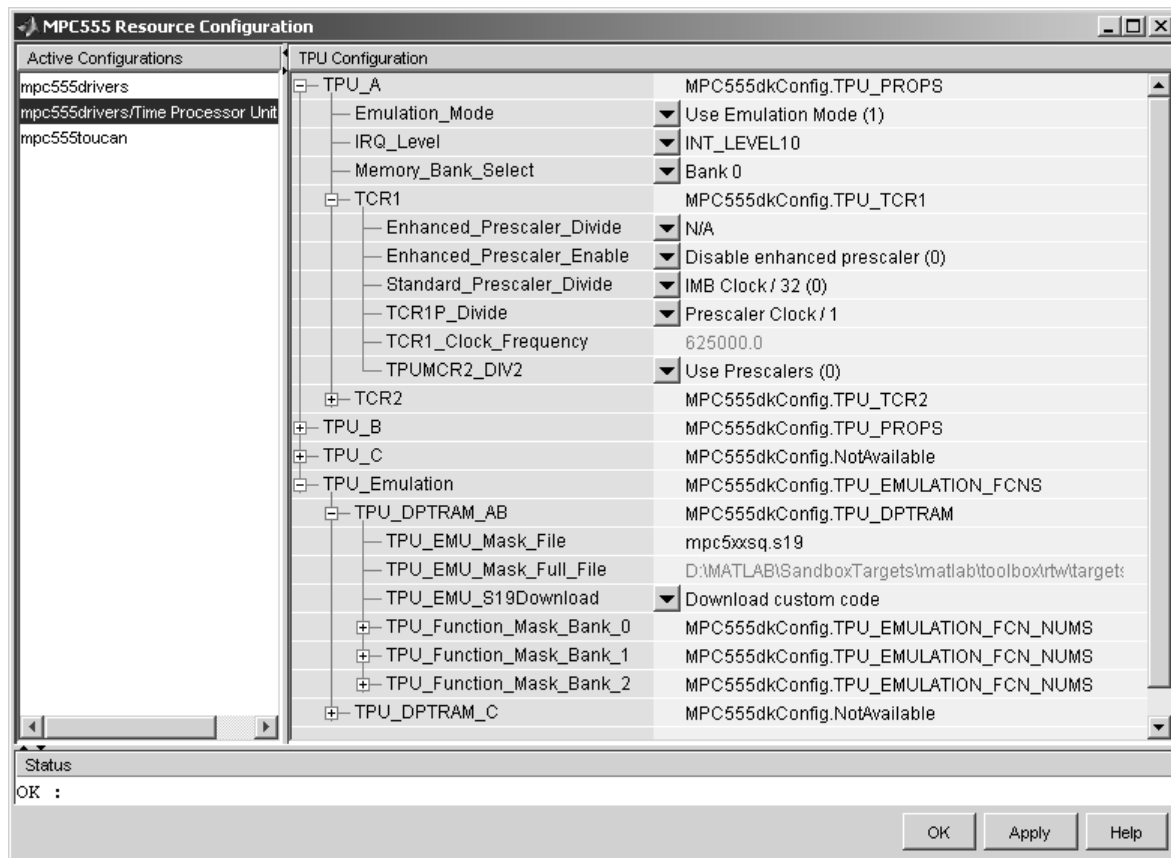 MPC555 Resource Configuration
Active Configurations
mpc555drivers
mpc555drivers/Time Processor Unit
mpc555toucan
TPU Configuration
TPU_A MPC555dkConfig.TPU_PROPS
Emulation_Mode Use Emulation Mode (1)
IRQ_Level INT_LEVEL10
Memory_Bank_Select Bank 0
TCR1 MPC555dkConfig.TPU_TCR1
Enhanced_Prescaler_Divide N/A
Enhanced_Prescaler_Enable Disable enhanced prescaler (0)
Standard_Prescaler_Divide IMB Clock / 32 (0)
TCR1P_Divide Prescaler Clock / 1
TCR1_Clock_Frequency 625000.0
TPUMCR2_DIV2 Use Prescalers (0)
TCR2 MPC555dkConfig.TPU_TCR2
TPU_B MPC555dkConfig.TPU_PROPS
TPU_C MPC555dkConfig.NotAvailable
TPU_Emulation MPC555dkConfig.TPU_EMULATION_FCNS
TPU_DPTRAM_AB MPC555dkConfig.TPU_DPTRAM
TPU_EMU_Mask_File mpc5xxsq.s19
TPU_EMU_Mask_Full_File D:\MATLAB\SandboxTargets\matlab\toolbox\rtw\targets
TPU_EMU_S19Download Download custom code
TPU_Function_Mask_Bank_0 MPC555dkConfig.TPU_EMULATION_FCN_NUMS
TPU_Function_Mask_Bank_1 MPC555dkConfig.TPU_EMULATION_FCN_NUMS
TPU_Function_Mask_Bank_2 MPC555dkConfig.TPU_EMULATION_FCN_NUMS
TPU_DPTRAM_C MPC555dkConfig.NotAvailable
Status
OK :
OK Apply Help